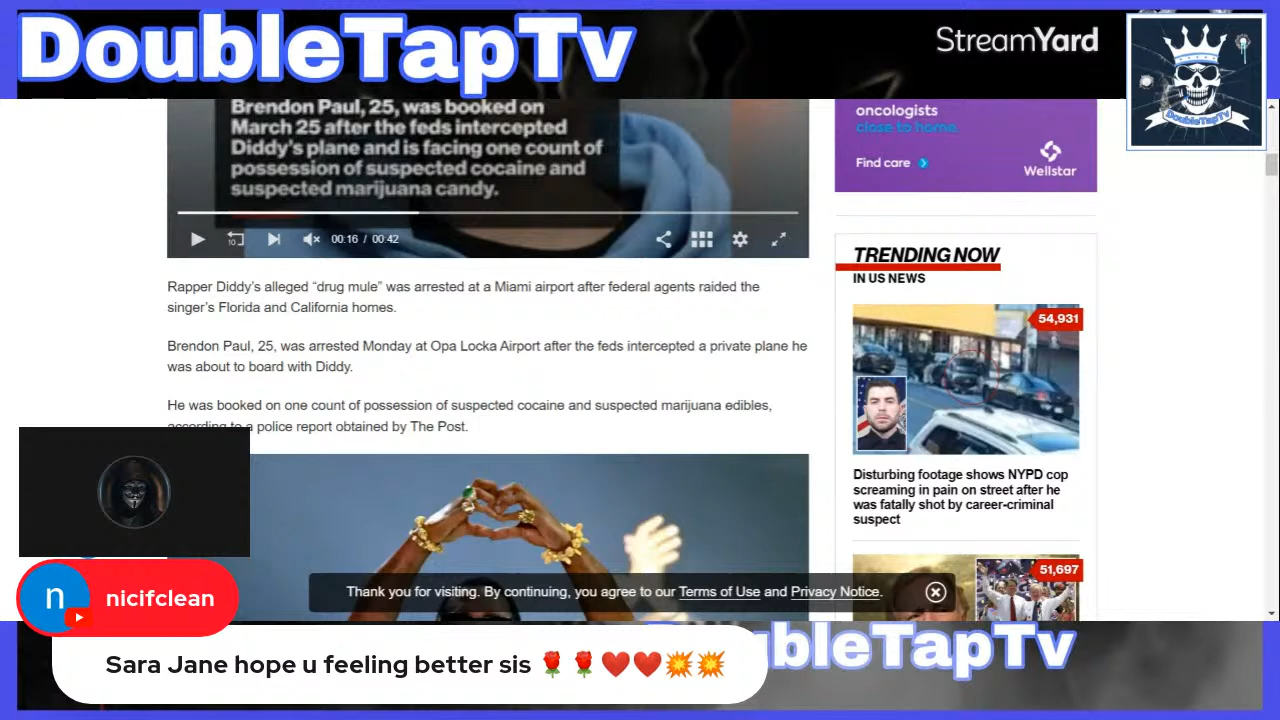 DoubleTapTv
StreamYard
DoubleTapTv
Brendon Paul, 25, was booked on
March 25 after the feds intercepted
Diddy's plane and is facing one count of
possession of suspected cocaine and
suspected marijuana candy.
10
00:16 / 00:42
oncologists
close to home.
Find care
Wellstar
Rapper Diddy's alleged “drug mule” was arrested at a Miami airport after federal agents raided the
singer's Florida and California homes.
Brendon Paul, 25, was arrested Monday at Opa Locka Airport after the feds intercepted a private plane he
was about to board with Diddy.
He was booked on one count of possession of suspected cocaine and suspected marijuana edibles,
according to a police report obtained by The Post.
TRENDING NOW
IN US NEWS
54,931
Disturbing footage shows NYPD cop
screaming in pain on street after he
was fatally shot by career-criminal
suspect
51,697
Thank you for visiting. By continuing, you agree to our Terms of Use and Privacy Notice.
n
nicifclean
Sara Jane hope u feeling better sis 🌹🌹❤️❤️💥💥
ubleTapTv